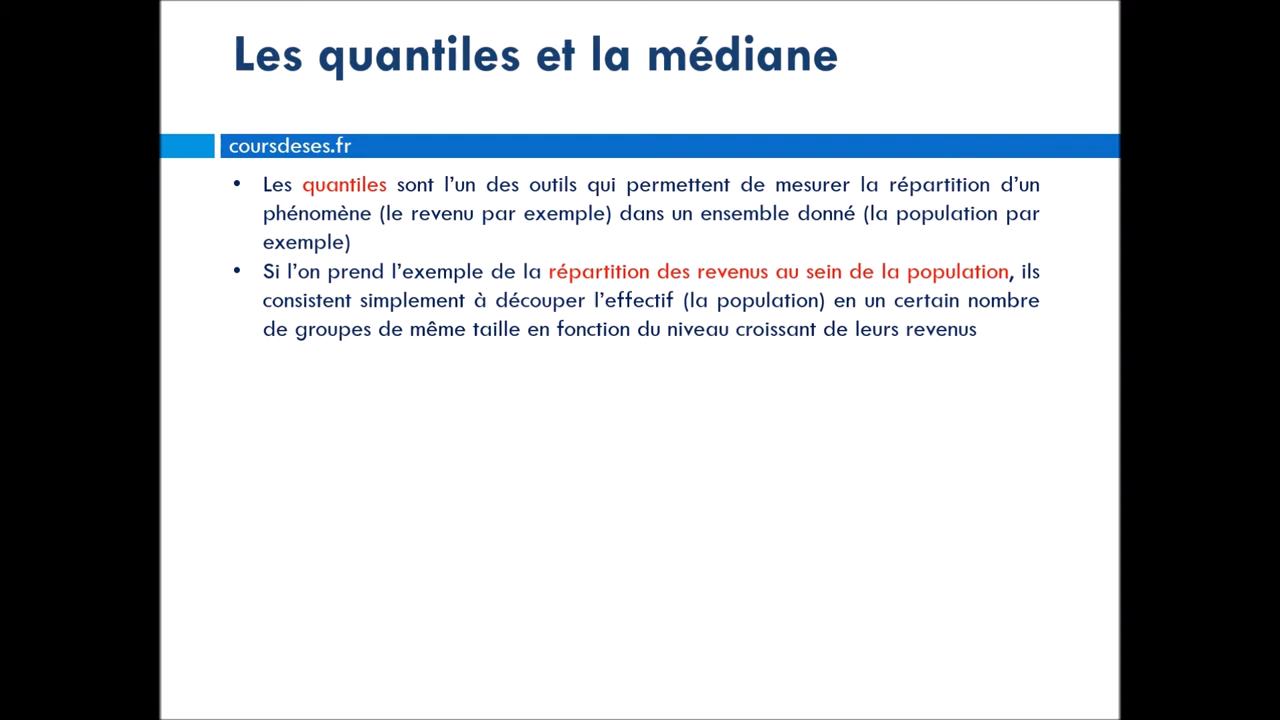 Les quantiles et la médiane
coursdeses.fr
• Les quantiles sont l’un des outils qui permettent de mesurer la répartition d’un
phénomène (le revenu par exemple) dans un ensemble donné (la population par
exemple)
• Si l’on prend l’exemple de la répartition des revenus au sein de la population, ils
consistent simplement à découper l’effectif (la population) en un certain nombre
de groupes de même taille en fonction du niveau croissant de leurs revenus